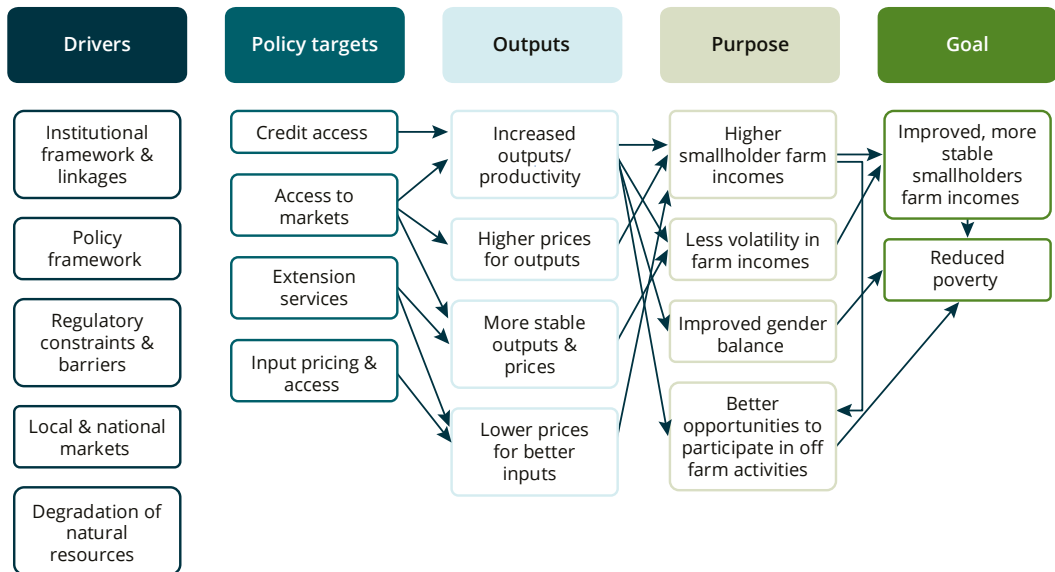 Drivers
Policy targets
Outputs
Purpose
Goal
Institutional
framework &
linkages
Policy
framework
Regulatory
constraints &
barriers
Local & national
markets
Degradation of
natural
resources
Credit access
Access to
markets
Extension
services
Input pricing &
access
Increased
outputs/
productivity
Higher prices
for outputs
More stable
outputs &
prices
Lower prices
for better
inputs
Higher
smallholder farm
incomes
Less volatility in
farm incomes
Improved gender
balance
Better
opportunities to
participate in off
farm activities
Improved, more
stable
smallholders
farm incomes
Reduced
poverty